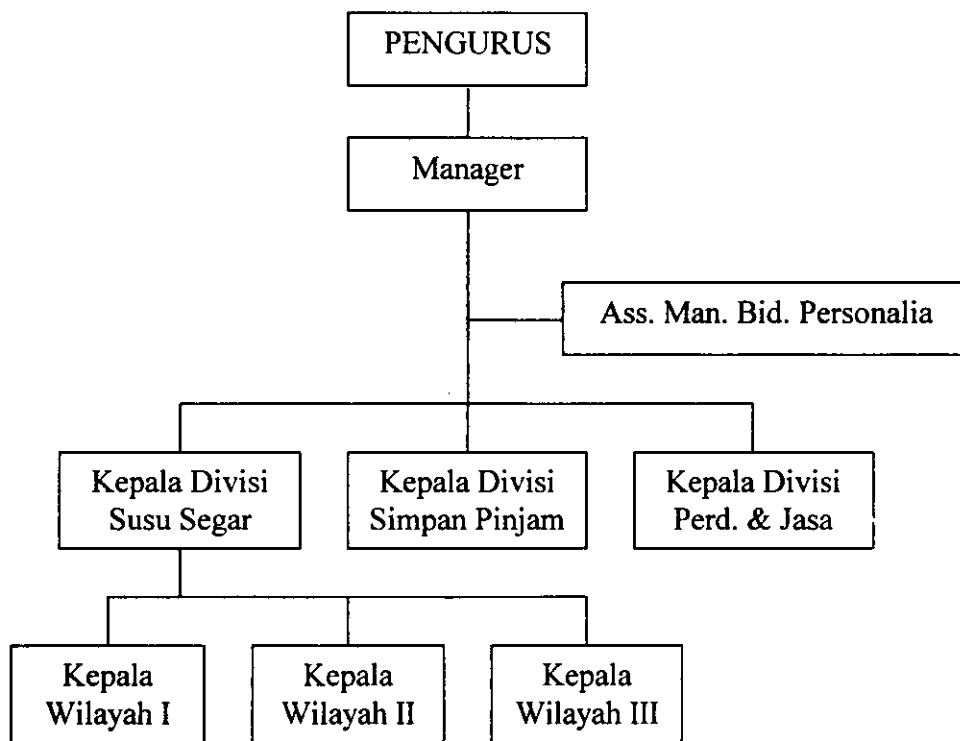 PENGURUS
Manager
Ass. Man. Bid. Personalia
Kepala Divisi
Susu Segar
Kepala Divisi
Simpan Pinjam
Kepala Divisi
Perd. & Jasa
Kepala
Wilayah I
Kepala
Wilayah II
Kepala
Wilayah III